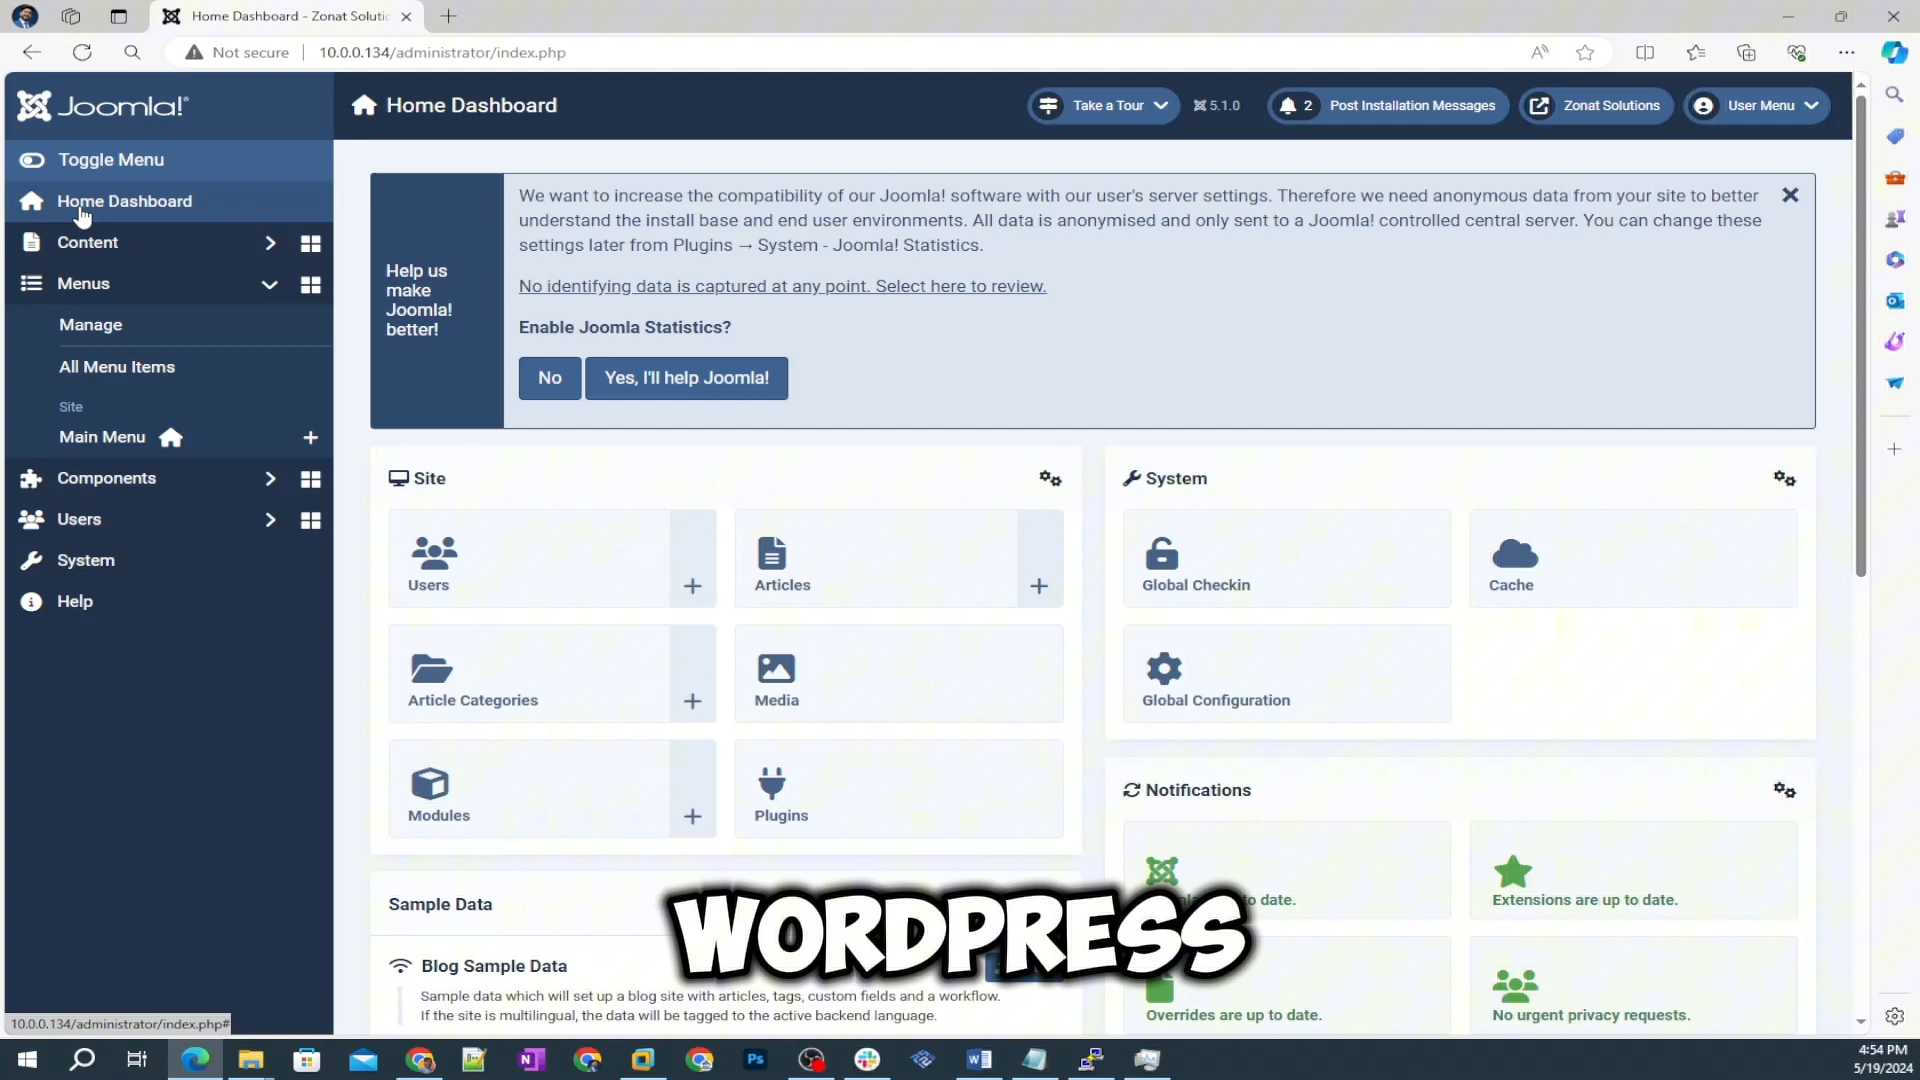 Home Dashboard - Zonat Solutic
Not secure
10.0.0.134/administrator/index.php
Joomla!
Home Dashboard
Take a Tour
5.1.0
2
Post Installation Messages
Zonat Solutions
User Menu
Toggle Menu
Home Dashboard
Content
Menus
Manage
All Menu Items
Site
Main Menu
Components
Users
System
Help
Help us
make
Joomla!
better!
We want to increase the compatibility of our Joomla! software with our user's server settings. Therefore we need anonymous data from your site to better
understand the install base and end user environments. All data is anonymised and only sent to a Joomla! controlled central server. You can change these
settings later from Plugins → System - Joomla! Statistics.
No identifying data is captured at any point. Select here to review.
Enable Joomla Statistics?
No
Yes, I'll help Joomla!
Site
Users
Articles
Article Categories
Media
Modules
Plugins
System
Global Checkin
Cache
Global Configuration
Notifications
o date.
Extensions are up to date.
Overrides are up to date.
No urgent privacy requests.
Sample Data
Blog Sample Data
Sample data which will set up a blog site with articles, tags, custom fields and a workflow.
If the site is multilingual, the data will be tagged to the active backend language.
WORDPRESS
10.0.0.134/administrator/index.php#
4:54 PM
5/19/2024